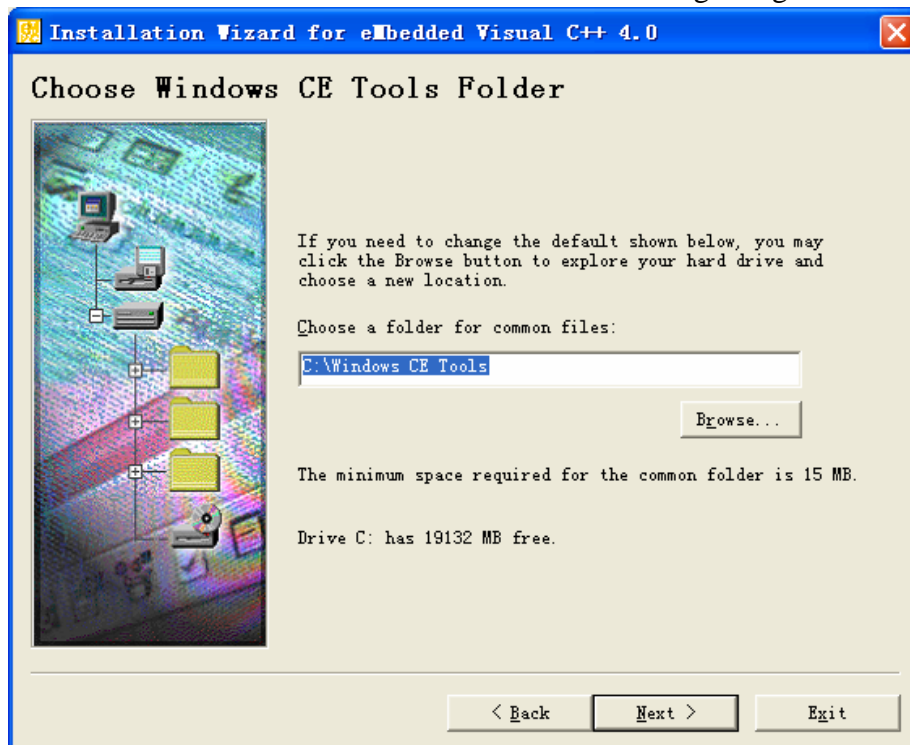 Installation Wizard for eMbedded Visual C++ 4.0
Choose Windows CE Tools Folder
If you need to change the default shown below, you may
click the Browse button to explore your hard drive and
choose a new location.
Choose a folder for common files:
C:\Windows CE Tools
Browse...
The minimum space required for the common folder is 15 MB.
Drive C: has 19132 MB free.
< Back
Next >
Exit